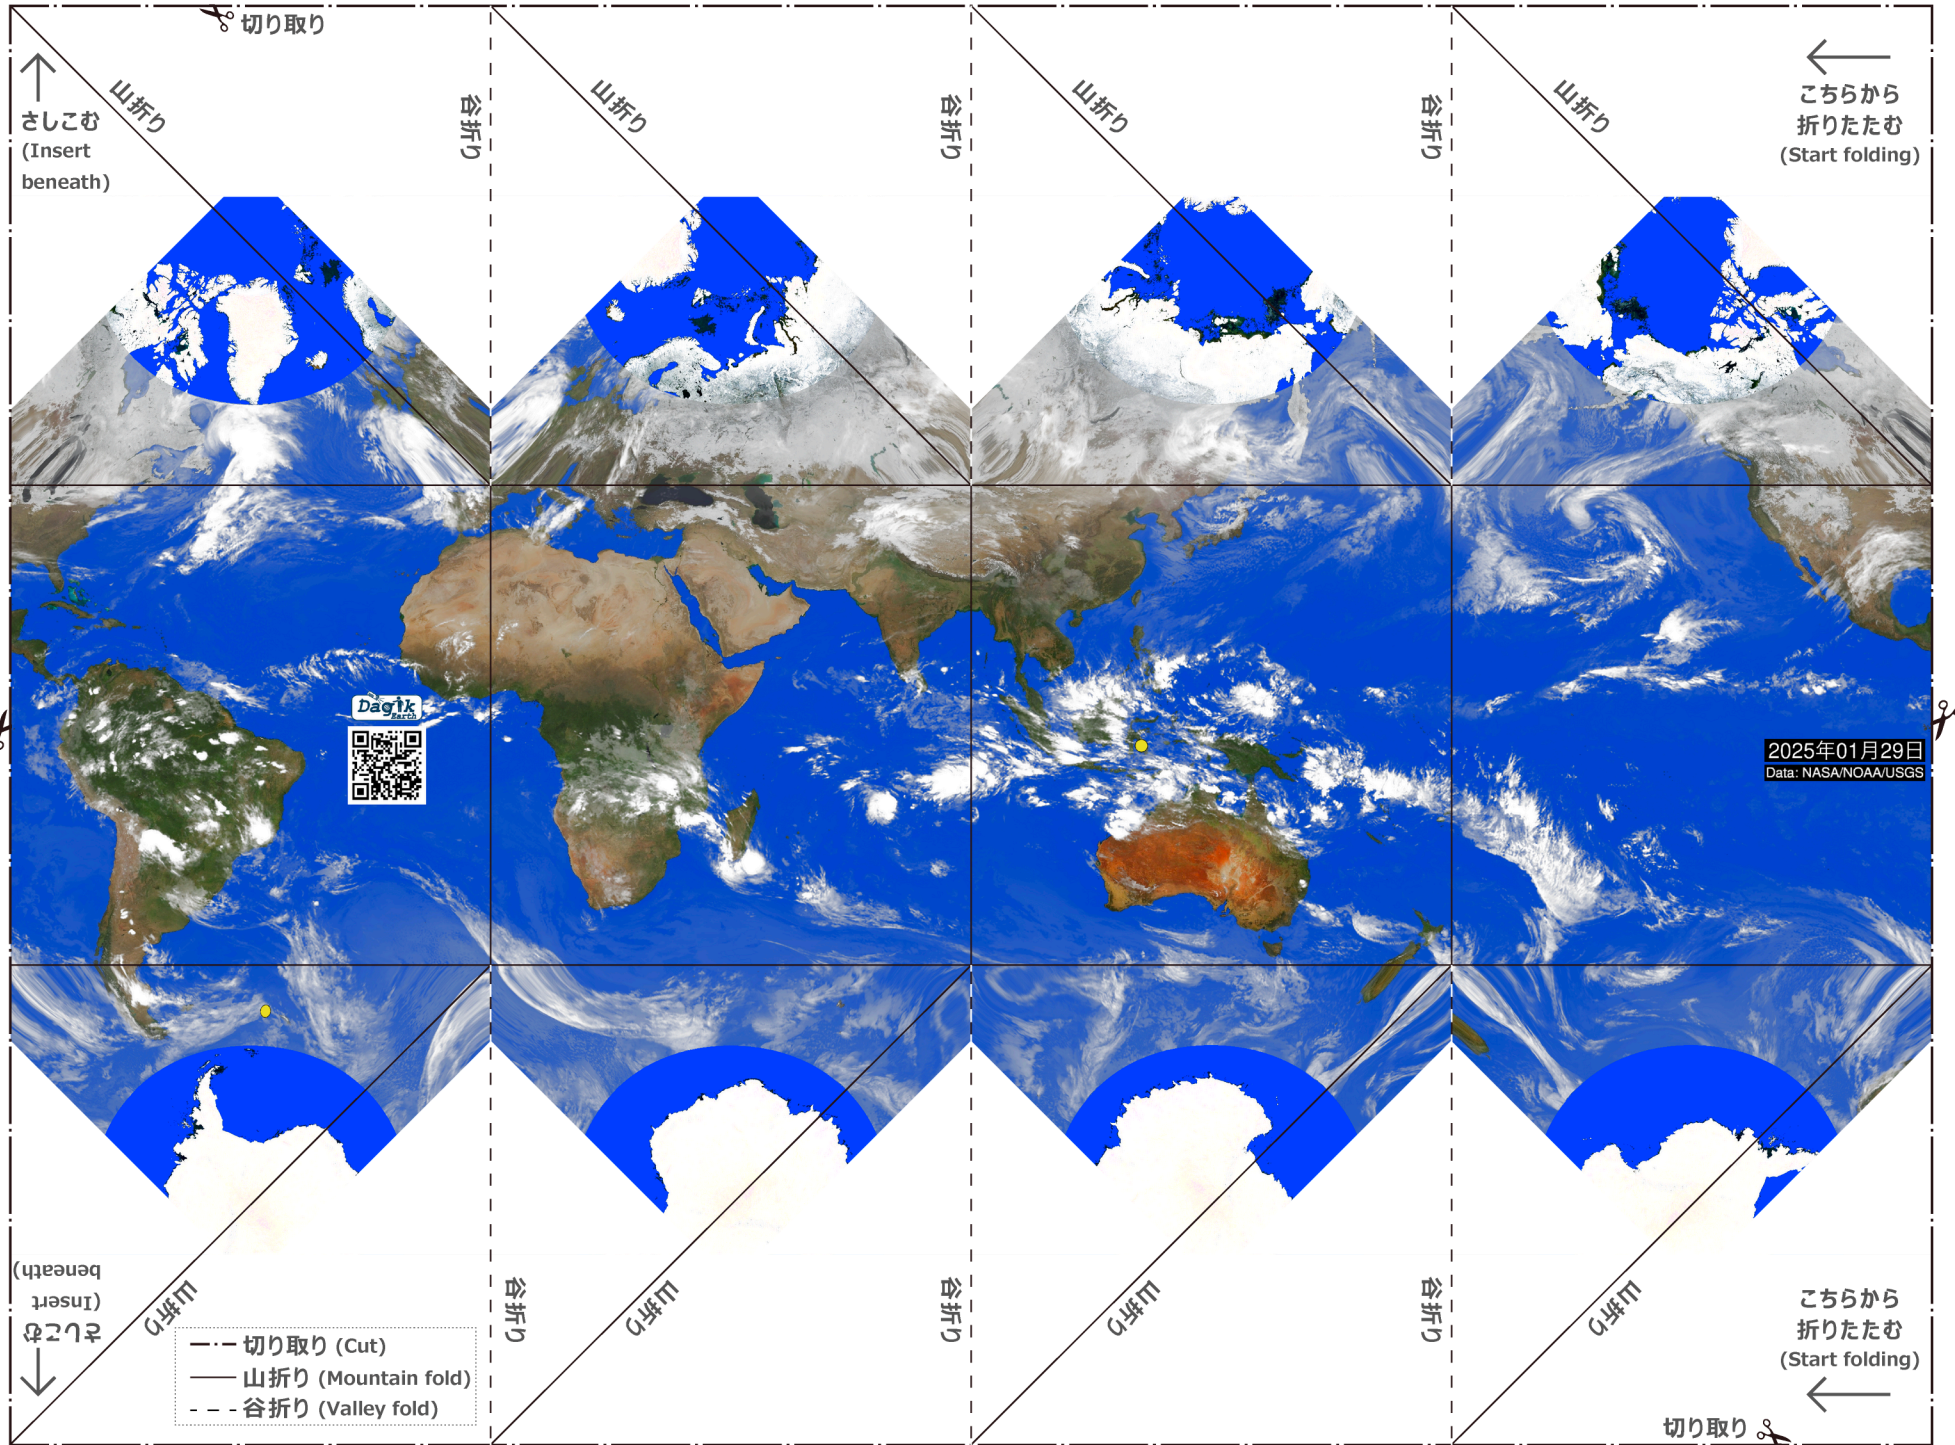 切り取り
さしこむ
(Insert
beneath)
山折り
谷折り
山折り
谷折り
山折り
谷折り
山折り
こちらから
折りたたむ
(Start folding)
Dagik
Earth
2025年01月29日
Data: NASA/NOAA/USGS
さしこむ
(Insert
beneath)
山折り
谷折り
山折り
谷折り
山折り
谷折り
山折り
こちらから
折りたたむ
(Start folding)
切り取り (Cut)
山折り (Mountain fold)
谷折り (Valley fold)
切り取り